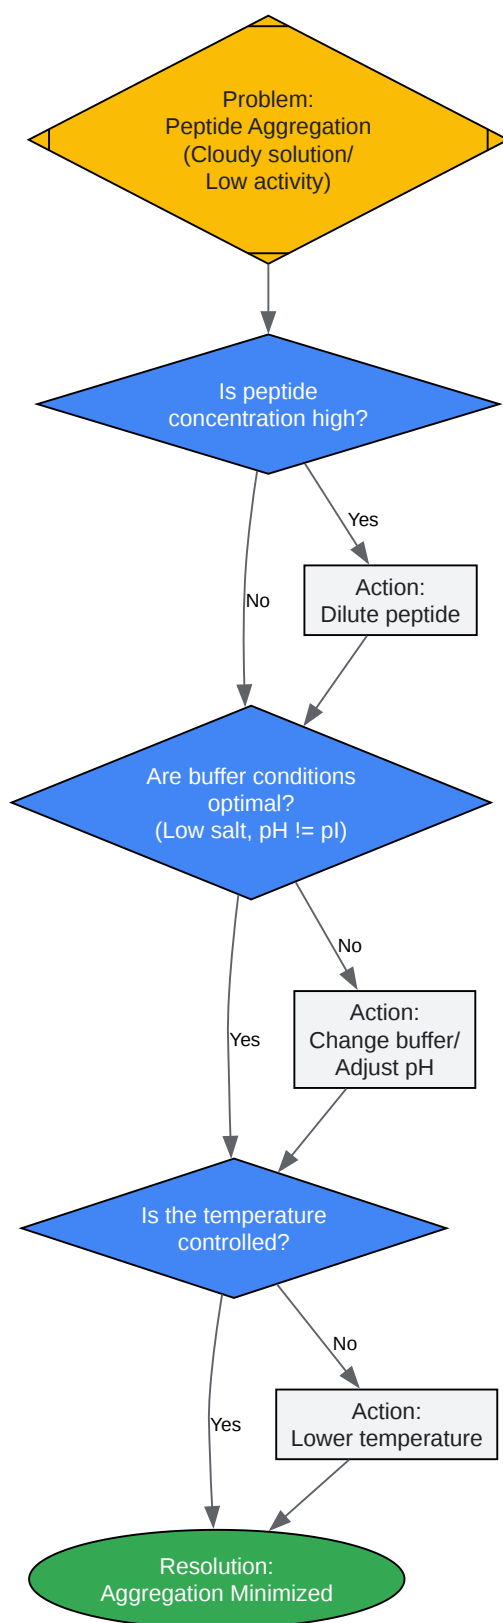 Problem:
Peptide Aggregation
(Cloudy solution/
Low activity)
Is peptide
concentration high?
Yes
No
Action:
Dilute peptide
Are buffer conditions
optimal?
(Low salt, pH != pI)
No
Yes
Action:
Change buffer/
Adjust pH
Is the temperature
controlled?
No
Yes
Action:
Lower temperature
Resolution:
Aggregation Minimized